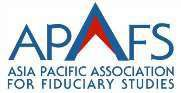 APAFS
ASIA PACIFIC ASSOCIATION
FOR FIDUCIARY STUDIES